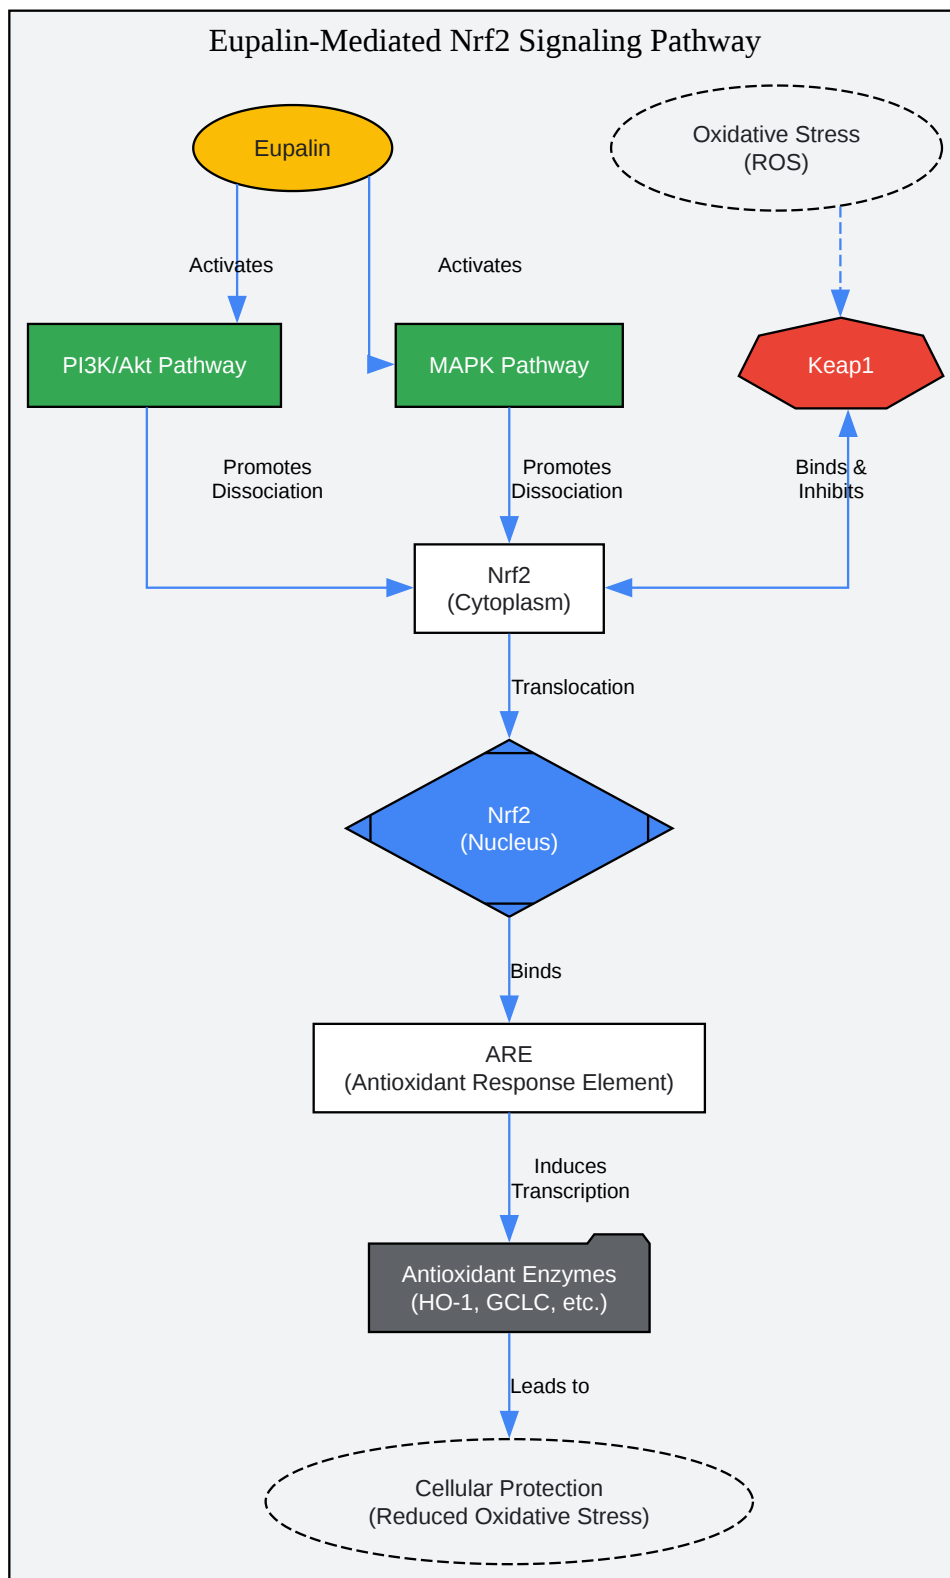 Eupalin-Mediated Nrf2 Signaling Pathway
Eupalin
Oxidative Stress
(ROS)
Activates
Activates
PI3K/Akt Pathway
MAPK Pathway
Keap1
Promotes
Dissociation
Promotes
Dissociation
Binds &
Inhibits
Nrf2
(Cytoplasm)
Translocation
Nrf2
(Nucleus)
Binds
ARE
(Antioxidant Response Element)
Induces
Transcription
Antioxidant Enzymes
(HO-1, GCLC, etc.)
Leads to
Cellular Protection
(Reduced Oxidative Stress)